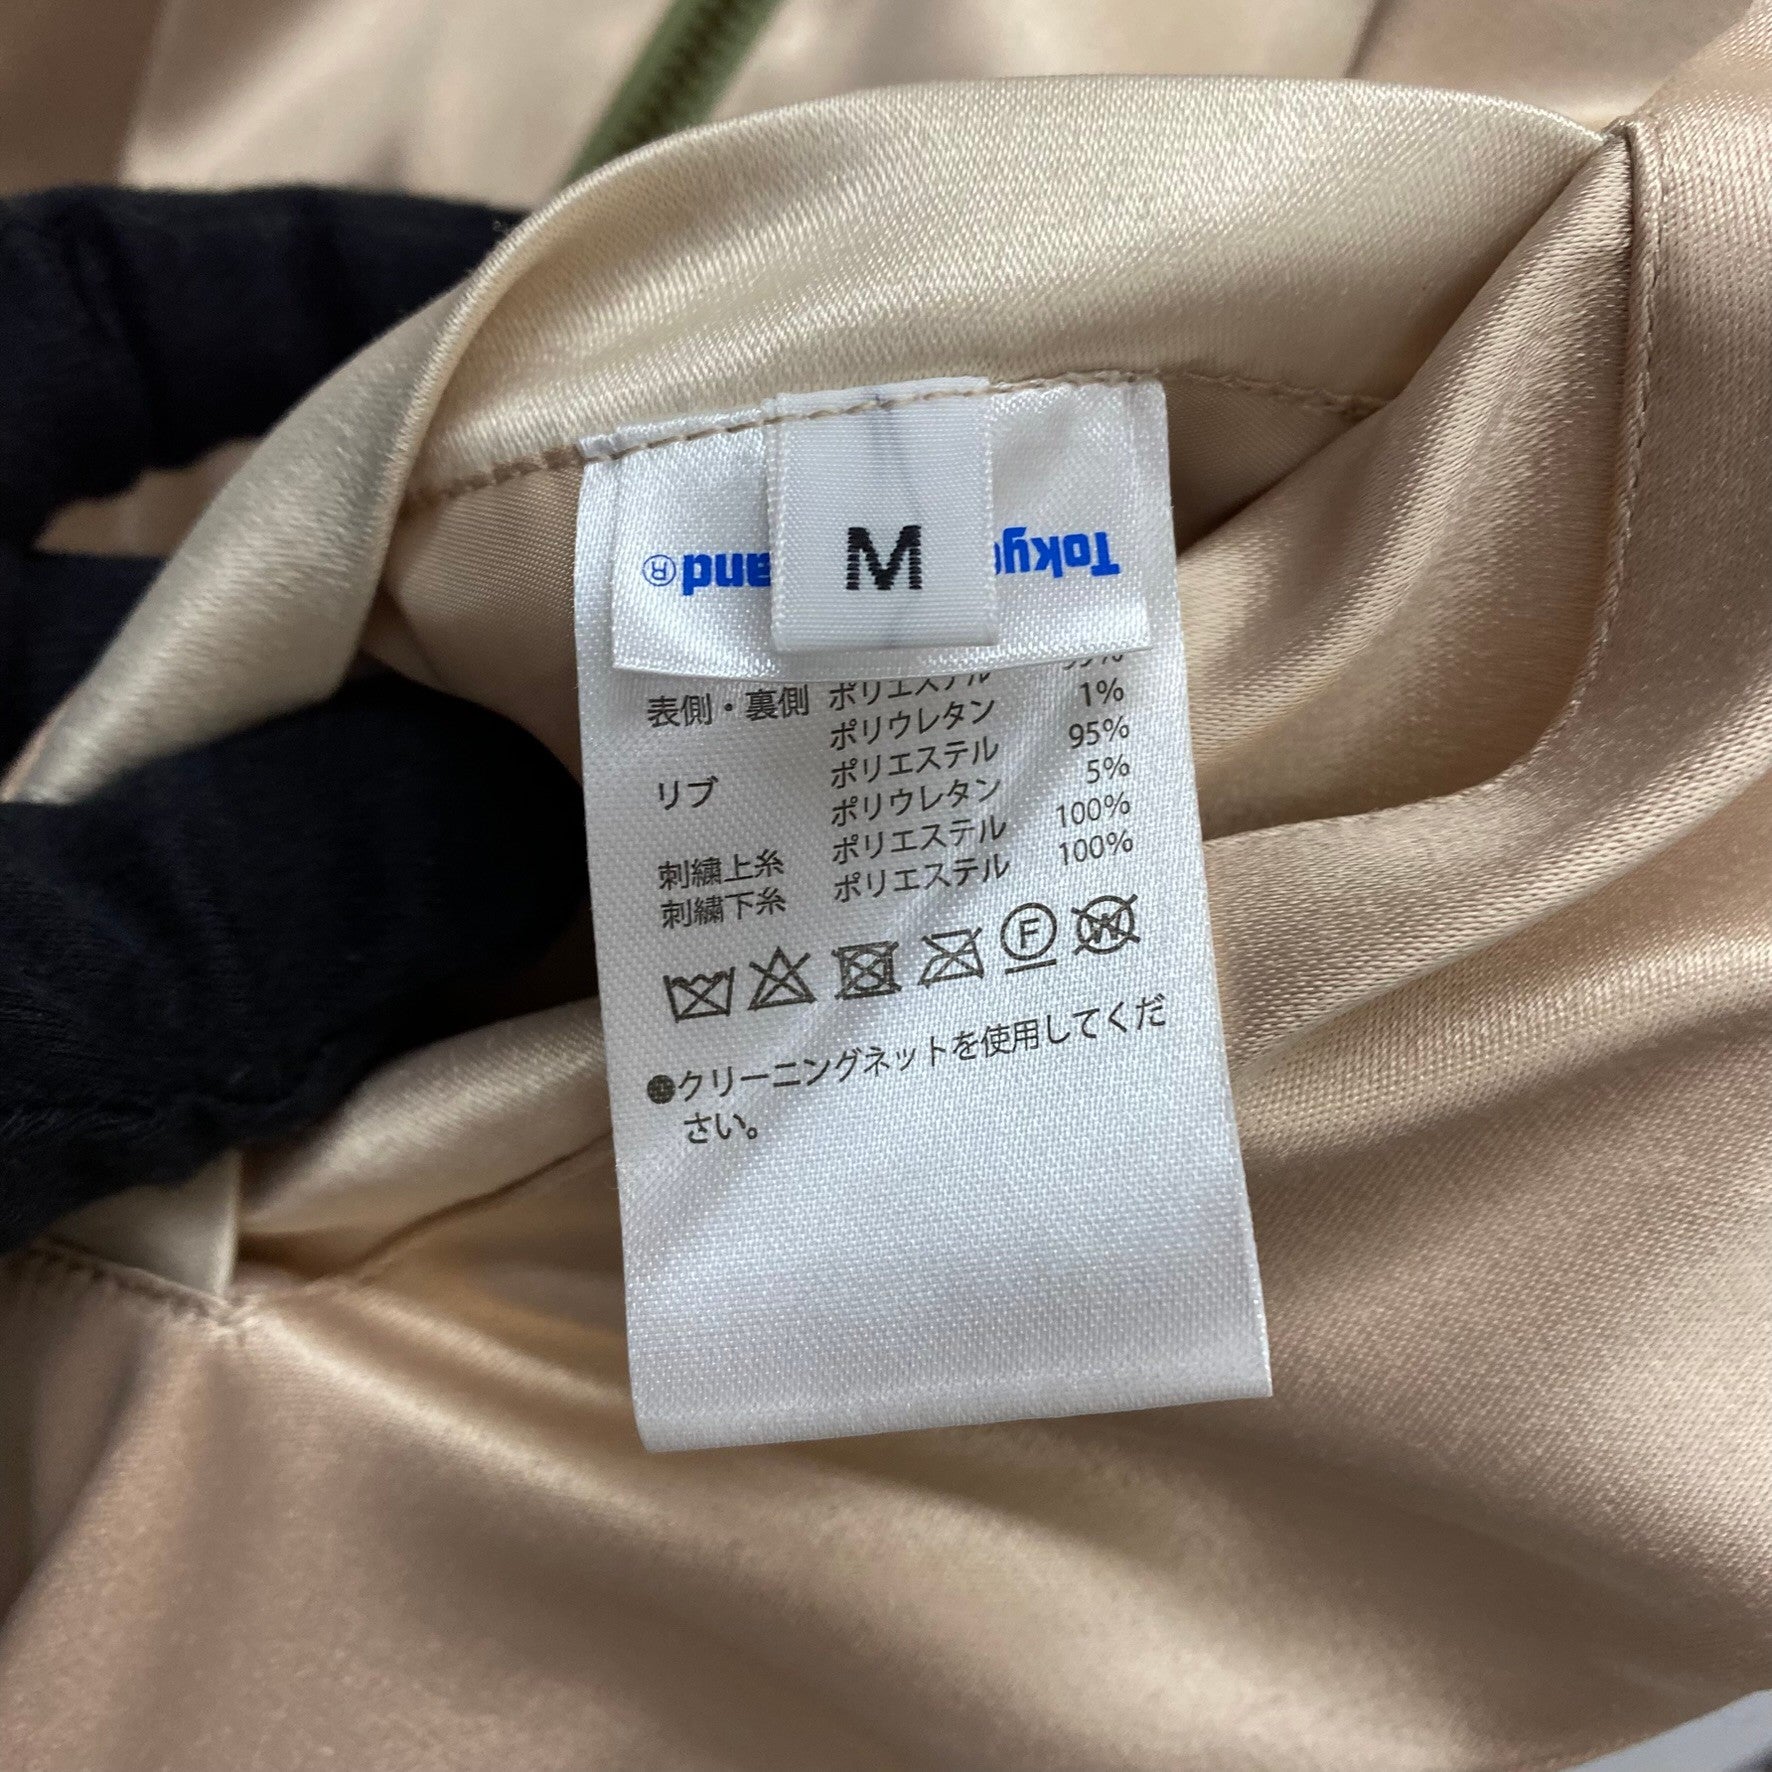 M
表側・裏側 ポリエステル 99%
ポリウレタン 1%
リブ ポリエステル 95%
ポリウレタン 5%
刺繍上糸 ポリエステル 100%
刺繍下糸 ポリエステル 100%
F
W
●クリーニングネットを使用してくだ
さい。